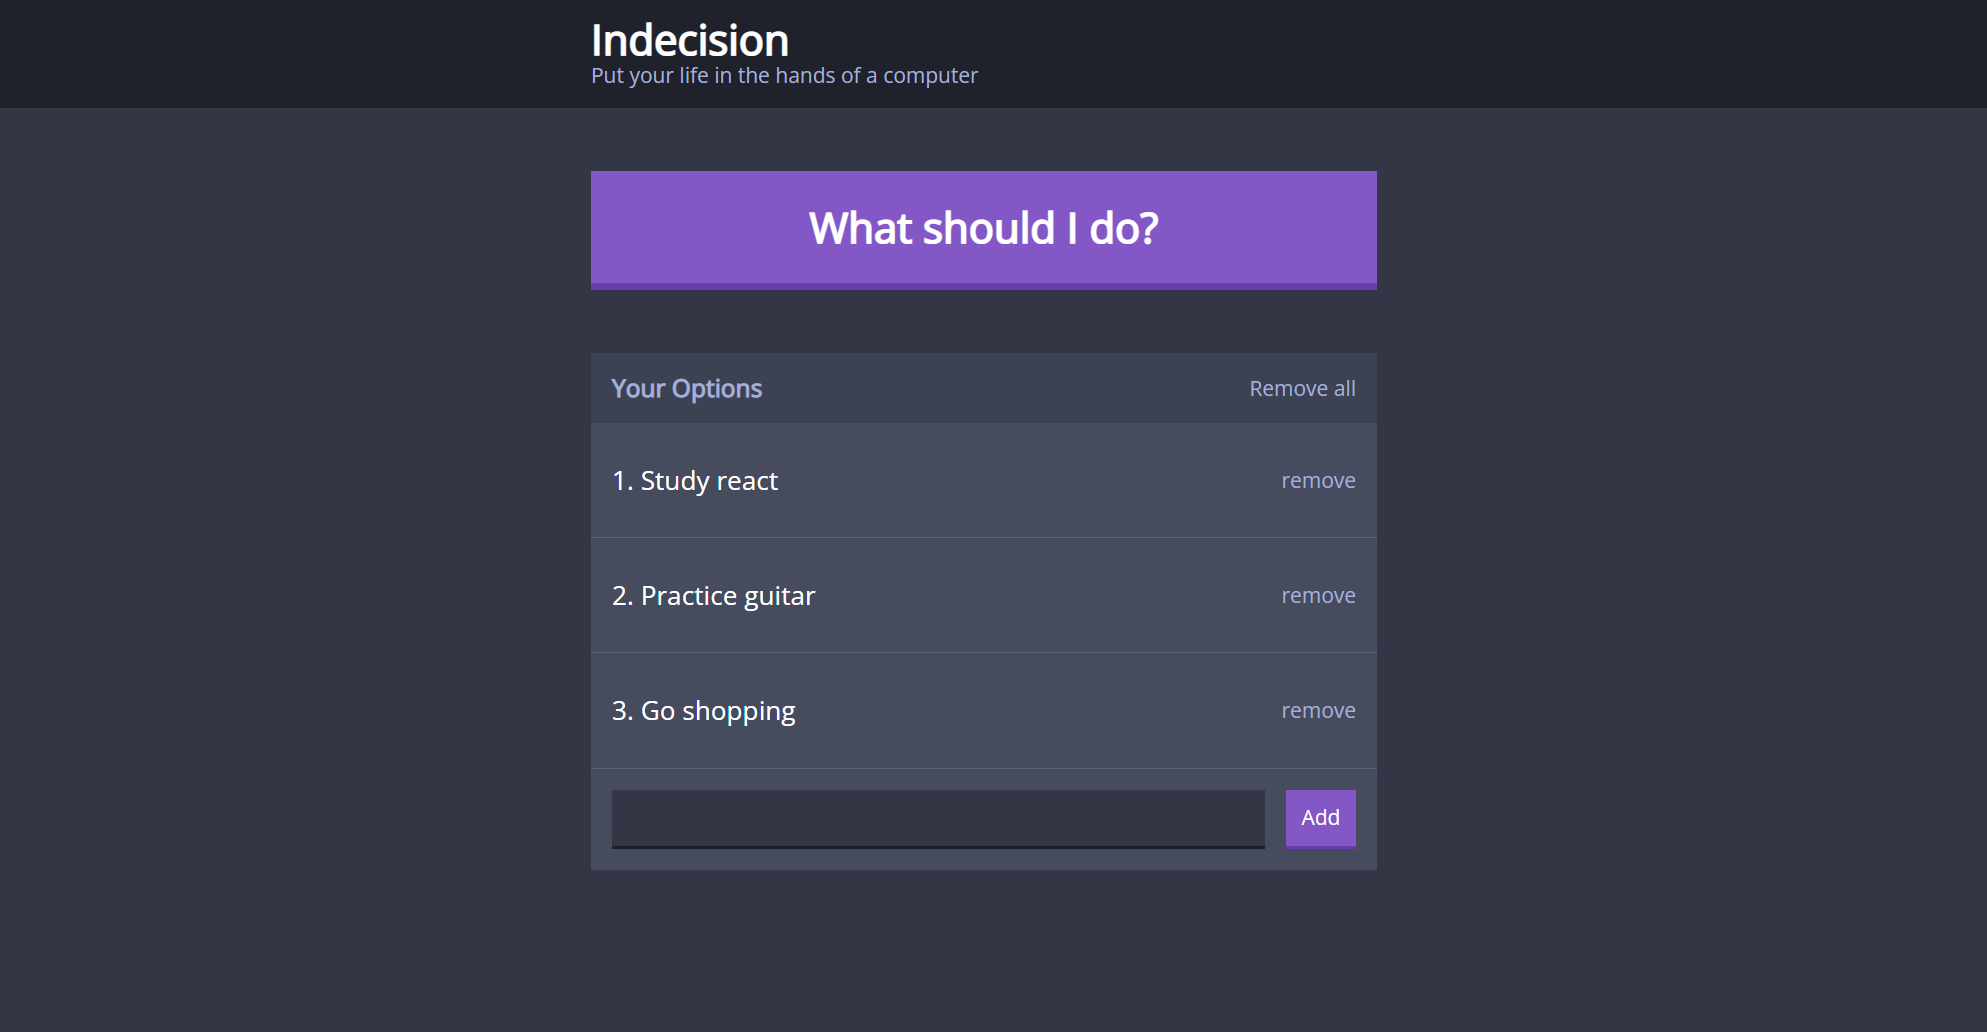 Indecision
Put your life in the hands of a computer
What should I do?
Your Options
Remove all
1. Study react
remove
2. Practice guitar
remove
3. Go shopping
remove
Add